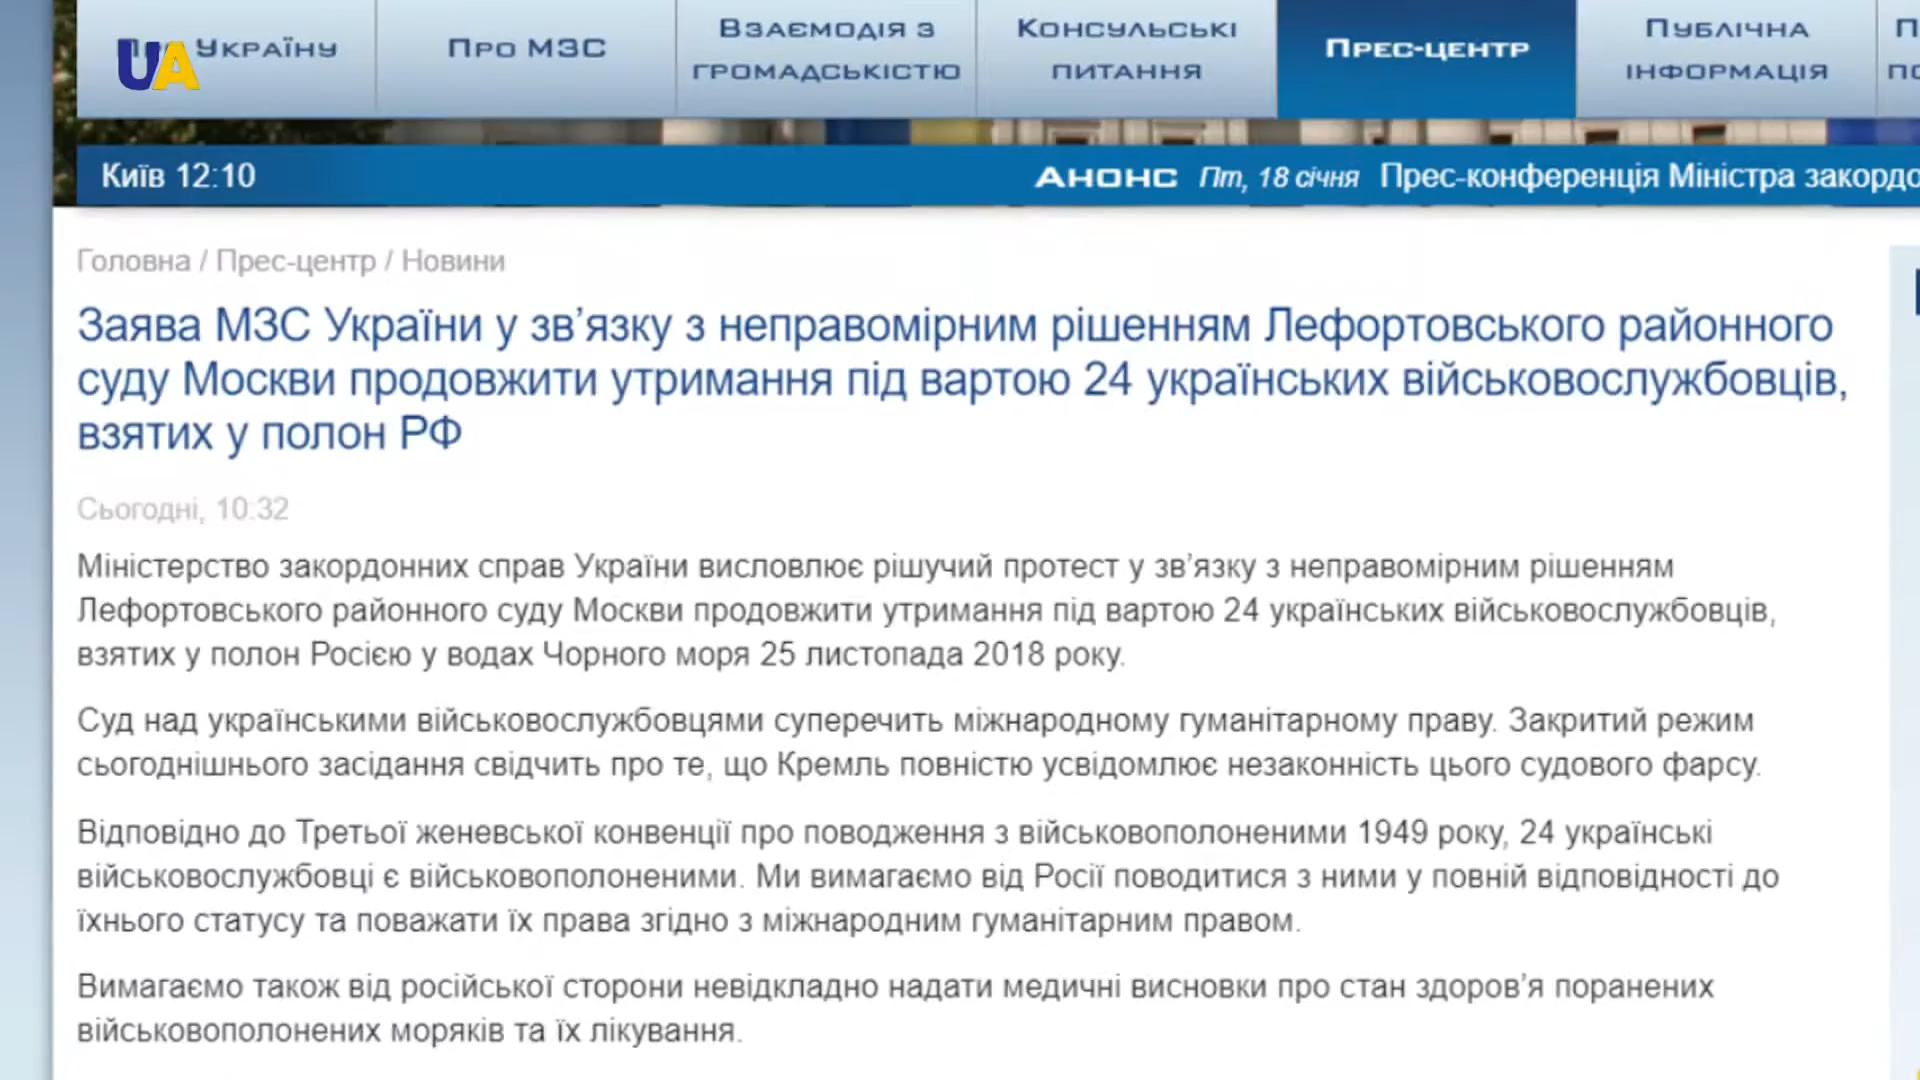 UA
Про Україну
Про МЗС
Взаємодія з
громадськістю
Консульські
питання
Прес-центр
Публічна
інформація
Київ 12:10
Анонс Пт, 18 січня Прес-конференція Міністра
Головна / Прес-центр / Новини
Заява МЗС України у зв’язку з неправомірним рішенням Лефортовського районного
суду Москви продовжити утримання під вартою 24 українських військовослужбовців,
взятих у полон РФ
Сьогодні, 10:32
Міністерство закордонних справ України висловлює рішучий протест у зв’язку з неправомірним рішенням
Лефортовського районного суду Москви продовжити утримання під вартою 24 українських військовослужбовців,
взятих у полон Росією у водах Чорного моря 25 листопада 2018 року.
Суд над українськими військовослужбовцями суперечить міжнародному гуманітарному праву. Закритий режим
сьогоднішнього засідання свідчить про те, що Кремль повністю усвідомлює незаконність цього судового фарсу.
Відповідно до Третьої женевської конвенції про поводження з військовополоненими 1949 року, 24 українські
військовослужбовці є військовополоненими. Ми вимагаємо від Росії поводитися з ними у повній відповідності до
їхнього статусу та поважати їх права згідно з міжнародним гуманітарним правом.
Вимагаємо також від російської сторони невідкладно надати медичні висновки про стан здоров’я поранених
військовополонених моряків та їх лікування.